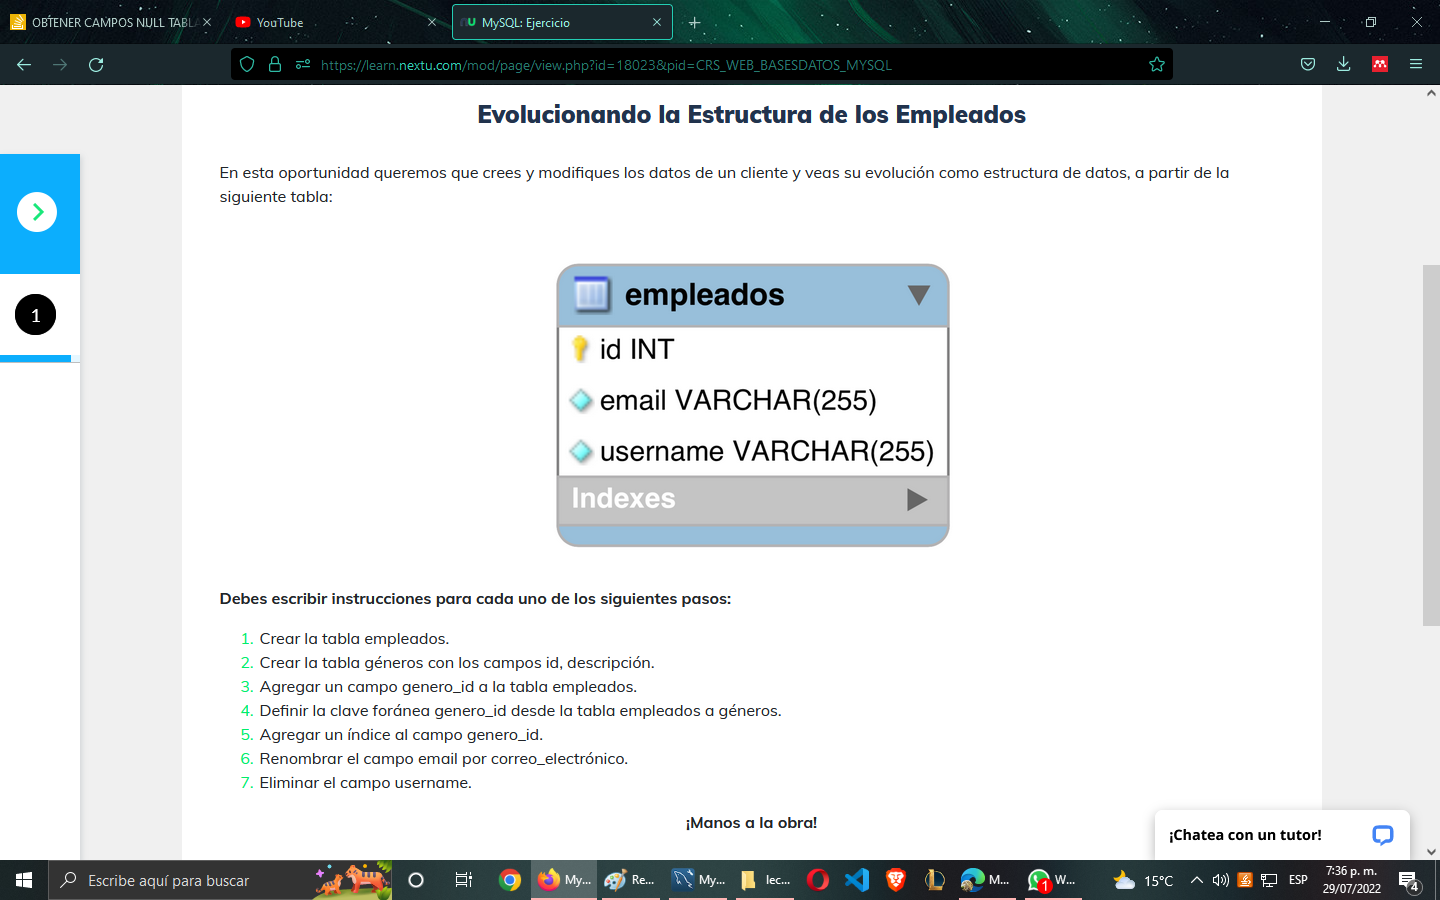 OBTENER CAMPOS NULL TABLA
YouTube
MySQL: Ejercicio
https://learn.nextu.com/mod/page/view.php?id=18023&pid=CRS_WEB_BASESDATOS_MYSQL
Evolucionando la Estructura de los Empleados
En esta oportunidad queremos que crees y modifiques los datos de un cliente y veas su evolución como estructura de datos, a partir de la
siguiente tabla:
1
empleados
id INT
email VARCHAR(255)
username VARCHAR(255)
Indexes
Debes escribir instrucciones para cada uno de los siguientes pasos:
1. Crear la tabla empleados.
2. Crear la tabla géneros con los campos id, descripción.
3. Agregar un campo genero_id a la tabla empleados.
4. Definir la clave foránea genero_id desde la tabla empleados a géneros.
5. Agregar un índice al campo genero_id.
6. Renombrar el campo email por correo_electrónico.
7. Eliminar el campo username.
¡Manos a la obra!
¡Chatea con un tutor!
Escribe aquí para buscar
My...
Re...
My...
lec...
M...
1
W...
15°C
ESP
7:36 p. m.
29/07/2022
4